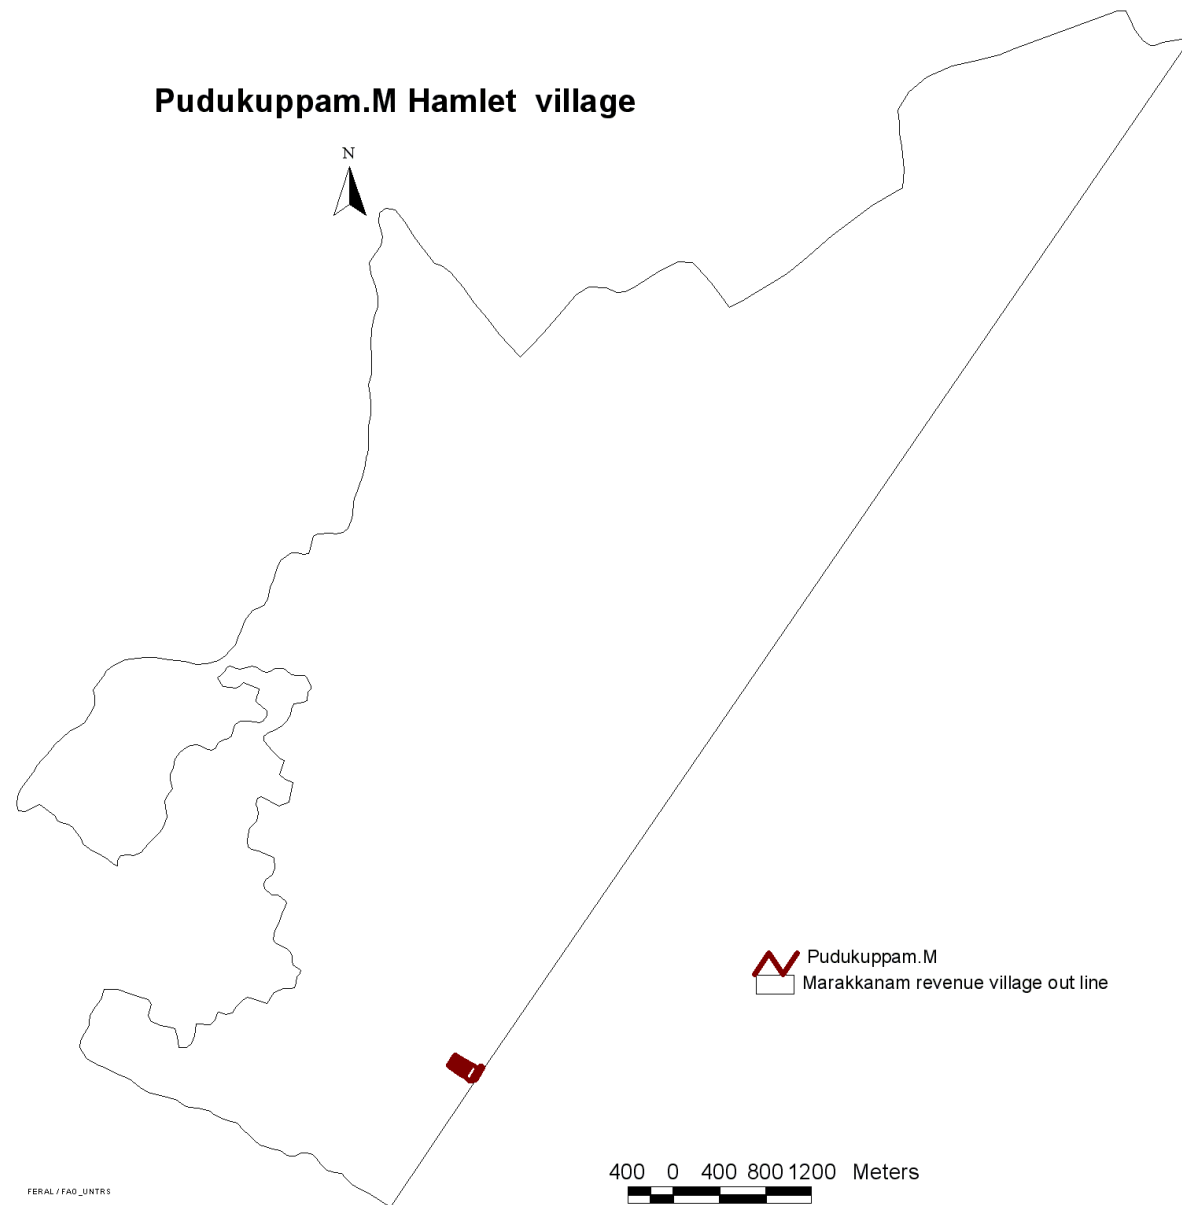 Pudukuppam.M Hamlet village
N
Pudukuppam.M
Marakkanam revenue village out line
400 0 400 800 1200 Meters
FERAL / FAO_UNTRS